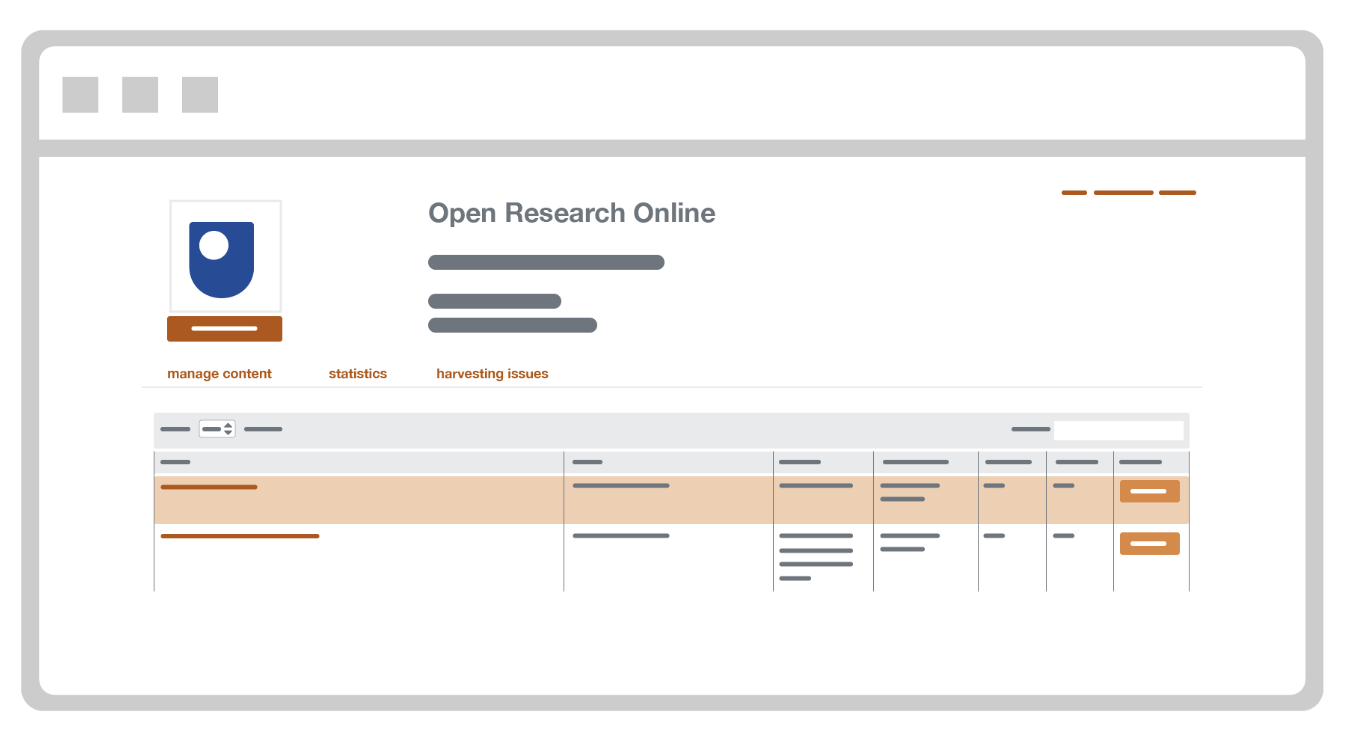 Open Research Online
manage content statistics harvesting issues